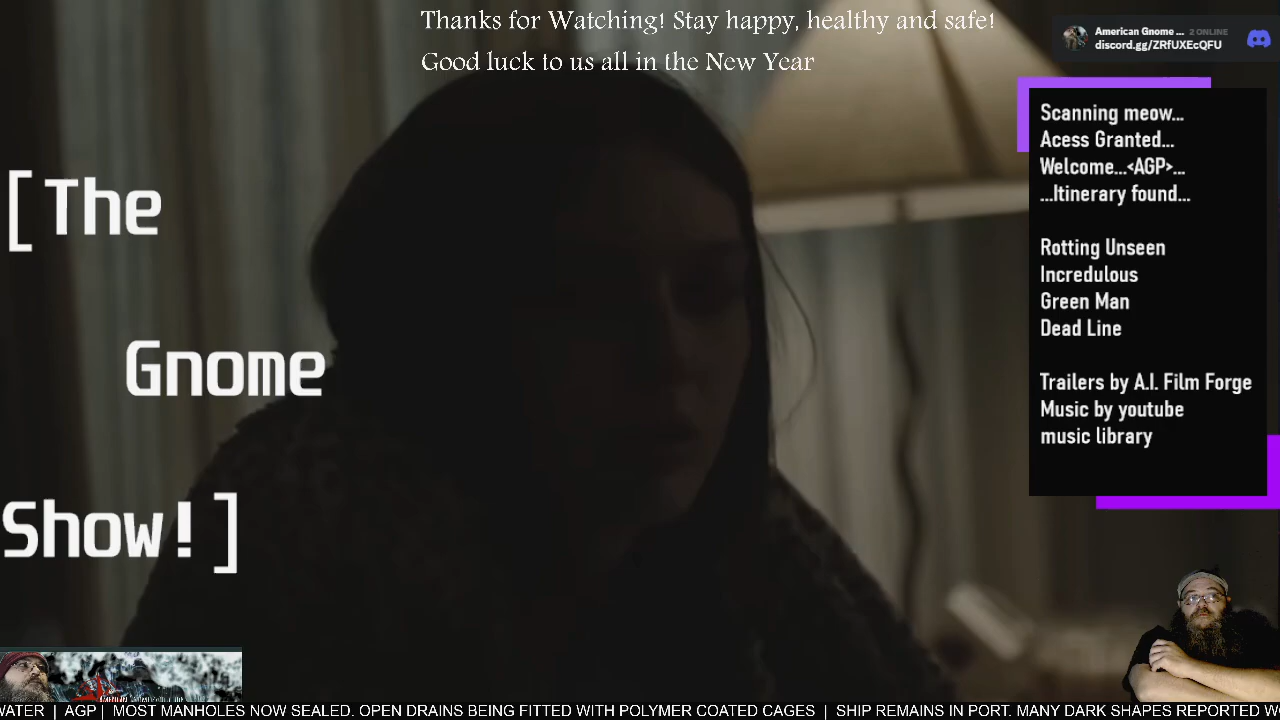 Thanks for Watching! Stay happy, healthy and safe!
Good luck to us all in the New Year
American Gnome ... 2 ONLINE
discord.gg/ZRfUXEcQFU
[The
Gnome
Show!]
Scanning meow...
Acess Granted...
Welcome...<AGP>...
...Itinerary found...
Rotting Unseen
Incredulous
Green Man
Dead Line
Trailers by A.I. Film Forge
Music by youtube
music library
WATER | AGP | MOST MANHOLES NOW SEALED. OPEN DRAINS BEING FITTED WITH POLYMER COATED CAGES | SHIP REMAINS IN PORT. MANY DARK SHAPES REPORTED W